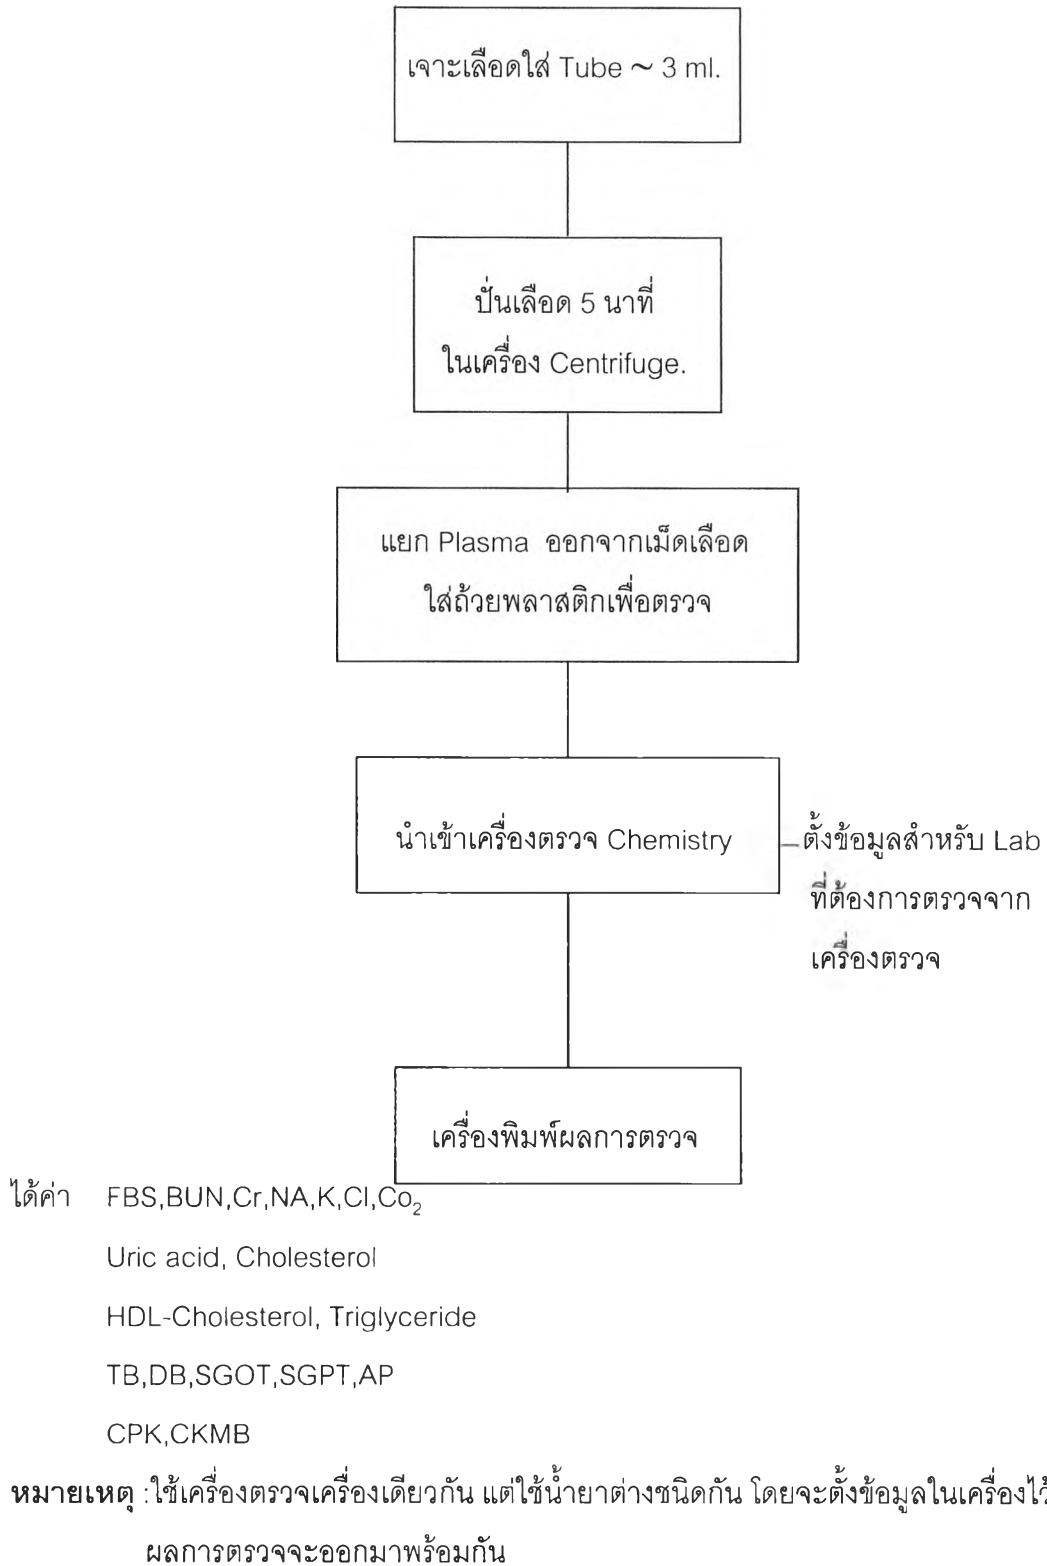 เจาะเลือดใส่ Tube ~ 3 ml.
ปั่นเลือด 5 นาที่
ในเครื่อง Centrifuge.
แยก Plasma ออกจากเม็ดเลือด
ใส่ถ้วยพลาสติกเพื่อตรวจ
นำเข้าเครื่องตรวจ Chemistry
ตั้งข้อมูลสำหรับ Lab
ที่ต้องการตรวจจาก
เครื่องตรวจ
เครื่องพิมพ์ผลการตรวจ
ได้ค่า FBS,BUN,Cr,NA,K,Cl,Co₂
Uric acid, Cholesterol
HDL-Cholesterol, Triglyceride
TB,DB,SGOT,SGPT,AP
CPK,CKMB
หมายเหตุ :ใช้เครื่องตรวจเครื่องเดียวกัน แต่ใช้น้ำยาต่างชนิดกัน โดยจะตั้งข้อมูลในเครื่องไว้
ผลการตรวจจะออกมาพร้อมกัน